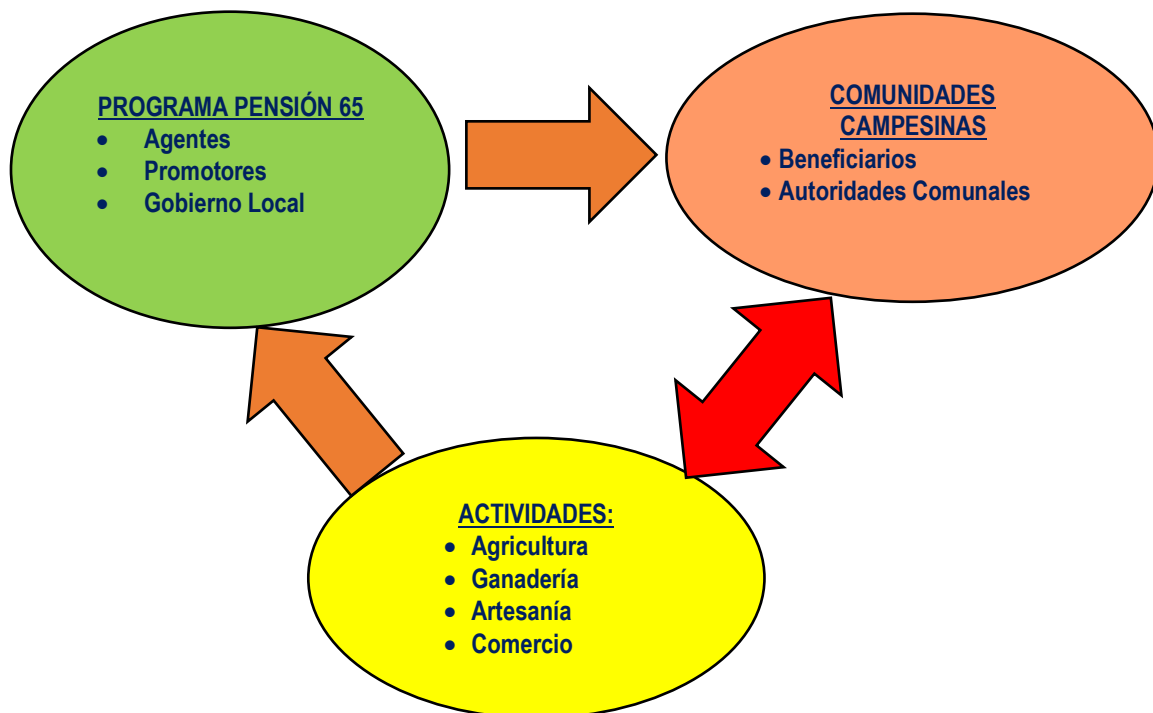 PROGRAMA PENSIÓN 65
• Agentes
• Promotores
• Gobierno Local
COMUNIDADES
CAMPESINAS
• Beneficiarios
• Autoridades Comunales
ACTIVIDADES:
• Agricultura
• Ganadería
• Artesanía
• Comercio